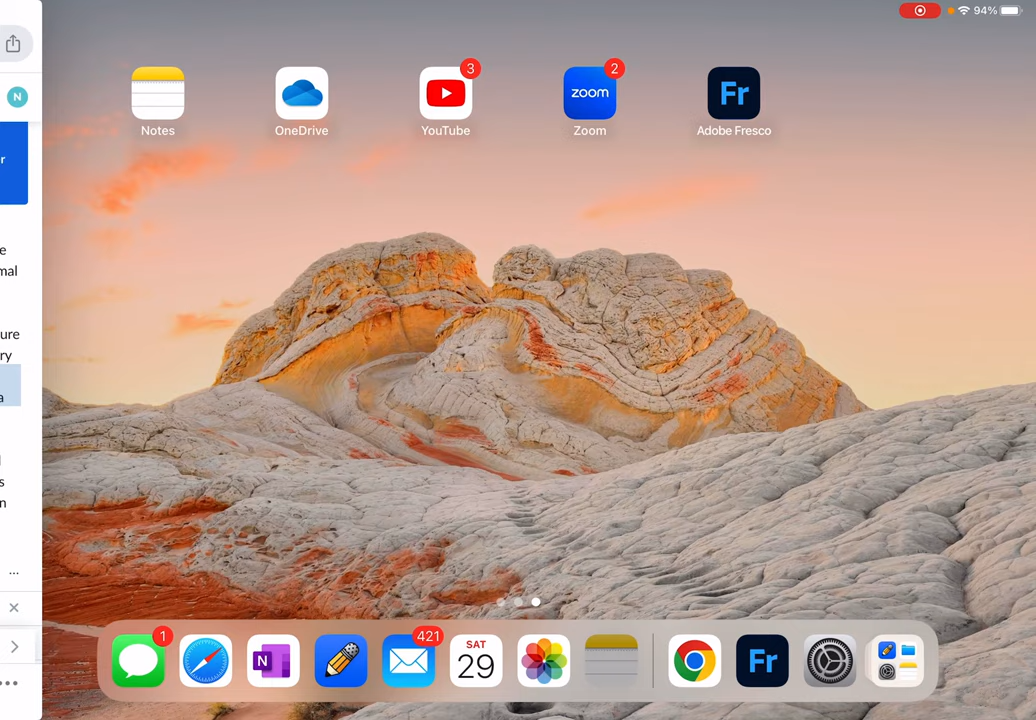 94%
N
r
e
mal
ure
ry
a
l
s
n
...
3
2
zoom
Fr
Notes
OneDrive
YouTube
Zoom
Adobe Fresco
1
N
421
SAT
29
Fr